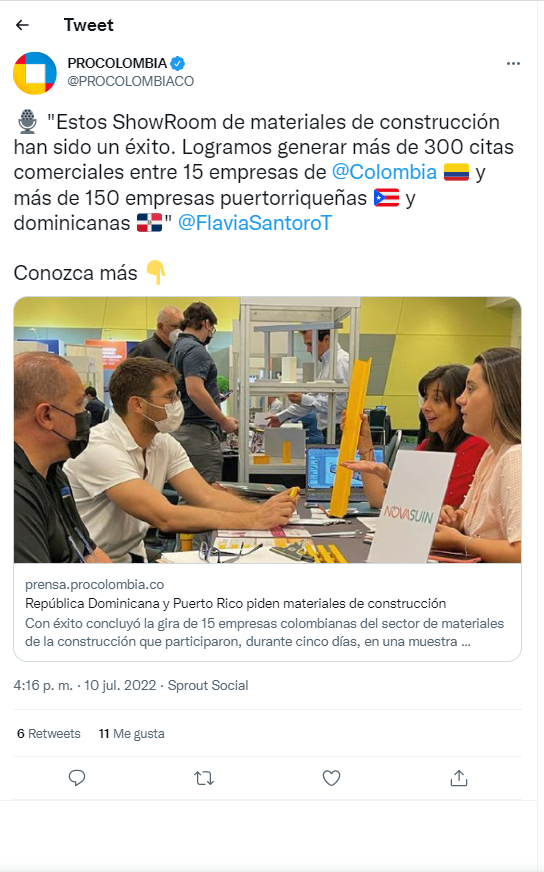 Tweet
PROCOLOMBIA
@PROCOLOMBIACO
"Estos ShowRoom de materiales de construcción
han sido un éxito. Logramos generar más de 300 citas
comerciales entre 15 empresas de @Colombia 🇨🇴 y
más de 150 empresas puertorriqueñas 🇵🇷 y
dominicanas 🇩🇴" @FlaviaSantoroT
Conozca más 👇
NOVASUIN
prensa.procolombia.co
República Dominicana y Puerto Rico piden materiales de construcción
Con éxito concluyó la gira de 15 empresas colombianas del sector de materiales
de la construcción que participaron, durante cinco días, en una muestra ...
4:16 p. m. · 10 jul. 2022 · Sprout Social
6 Retweets 11 Me gusta